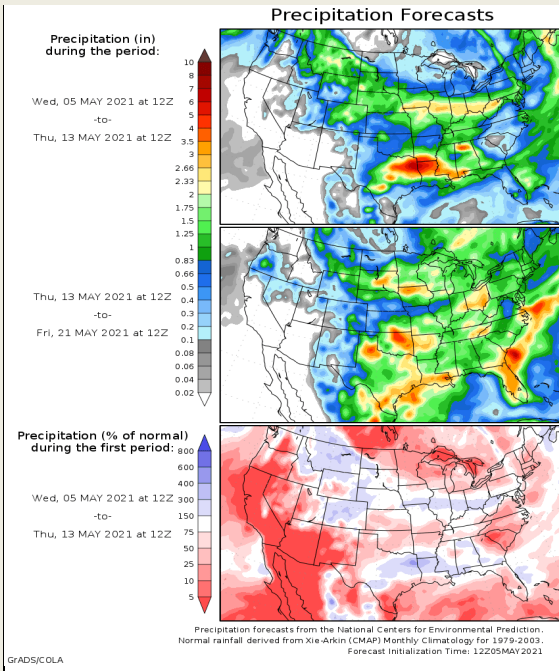 Precipitation Forecasts
Precipitation (in)
during the period:
Wed, 05 MAY 2021 at 12Z
-to-
Thu, 13 MAY 2021 at 12Z
10
8
7
6
5
4
3.5
3
2.66
2.33
2
1.75
1.5
1.25
1
0.83
0.66
0.5
0.4
0.3
0.2
0.1
0.08
0.06
0.04
0.02
Thu, 13 MAY 2021 at 12Z
-to-
Fri, 21 MAY 2021 at 12Z
Precipitation (% of normal)
during the first period:
Wed, 05 MAY 2021 at 12Z
-to-
Thu, 13 MAY 2021 at 12Z
800
600
400
300
150
75
50
25
10
5
Precipitation forecasts from the National Centers for Environmental Prediction.
Normal rainfall derived from Xie-Arkin (CMAP) Monthly Climatology for 1979-2003.
Forecast Initialization Time: 12Z05MAY2021
GrADS/COLA